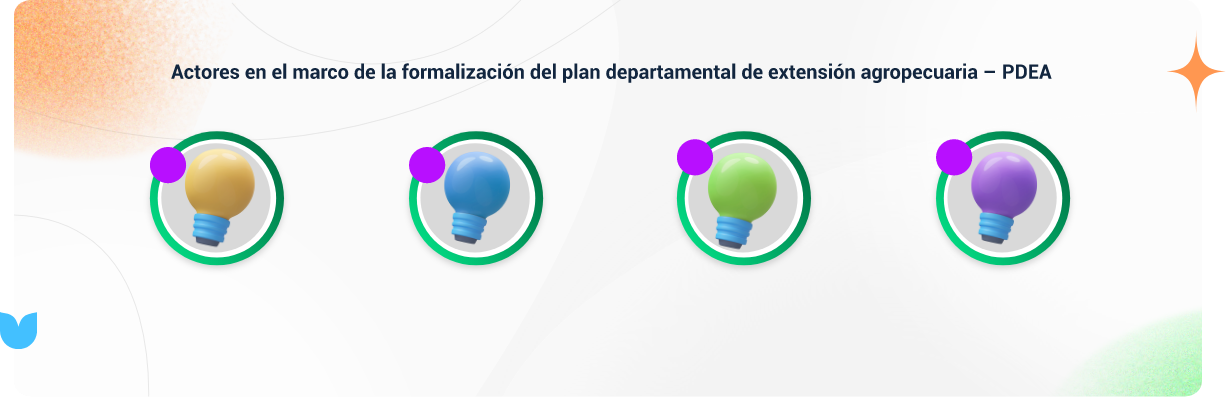 Actores en el marco de la formalización del plan departamental de extensión agropecuaria – PDEA